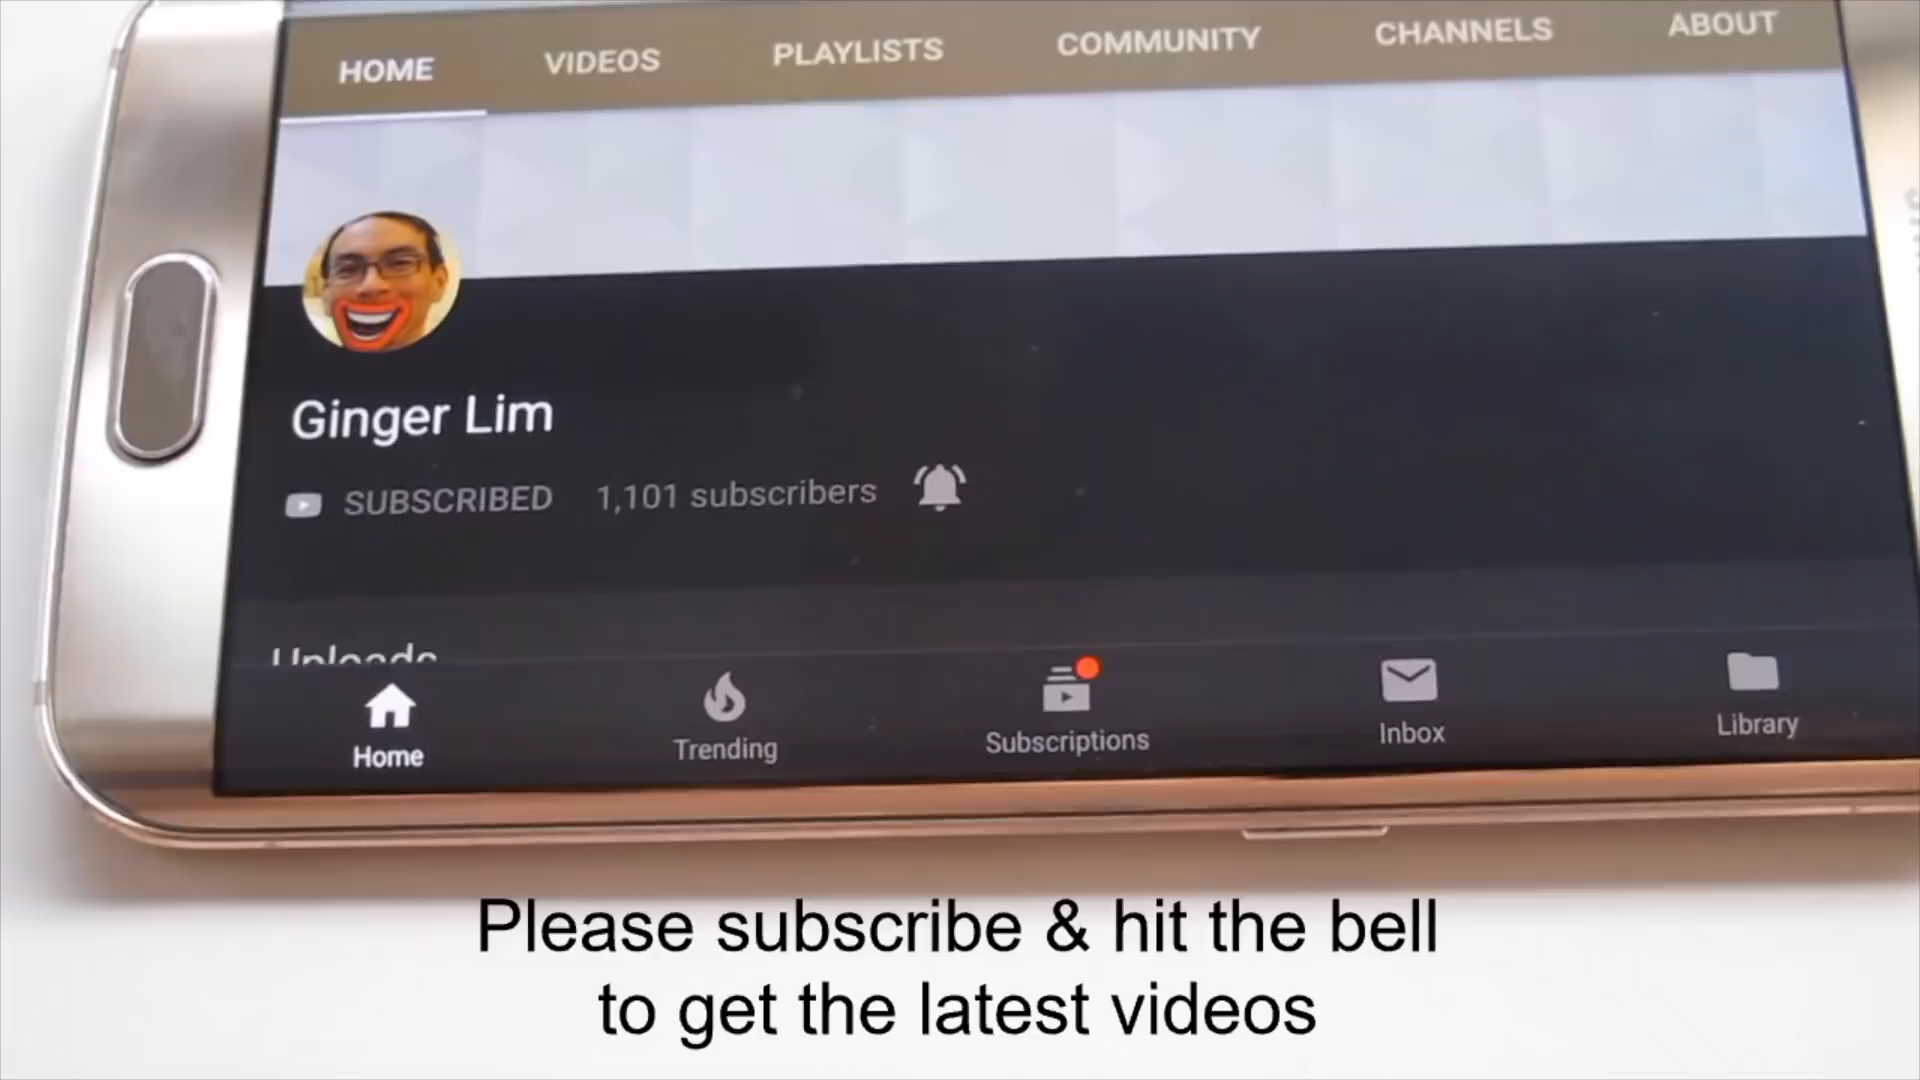 HOME VIDEOS PLAYLISTS COMMUNITY CHANNELS ABOUT
Ginger Lim
SUBSCRIBED 1,101 subscribers
Uploads
Home Trending Subscriptions Inbox Library
Please subscribe & hit the bell
to get the latest videos